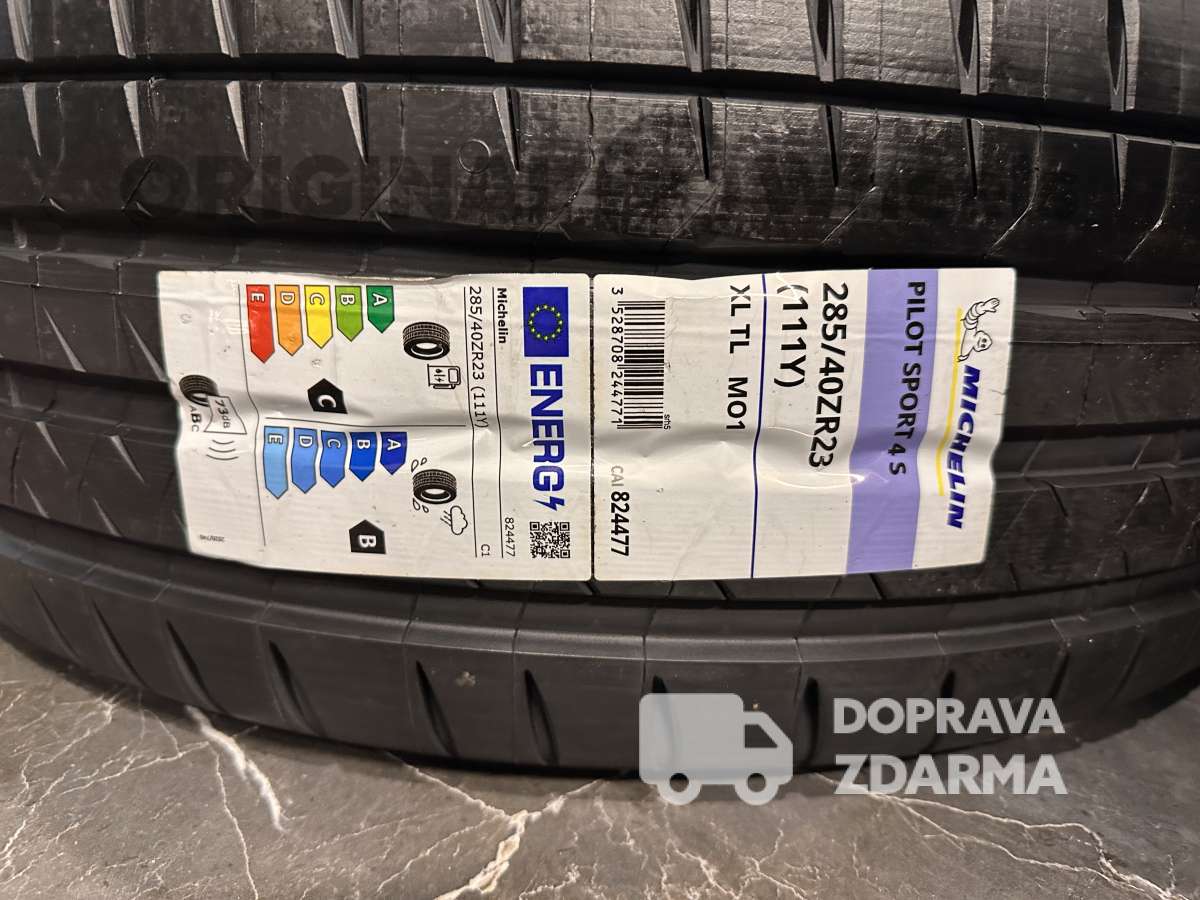 MICHELIN
PILOT SPORT 4 S
285/40ZR23
(111Y)
XL TL MO1
3 528708 244771
sm5
CAI 824477
ENERG
Michelin
824477
285/40ZR23 (111Y)
C1
A
B
C
D
E
C
A
B
C
D
E
B
73dB
ABC
DOPRAVA
ZDARMA